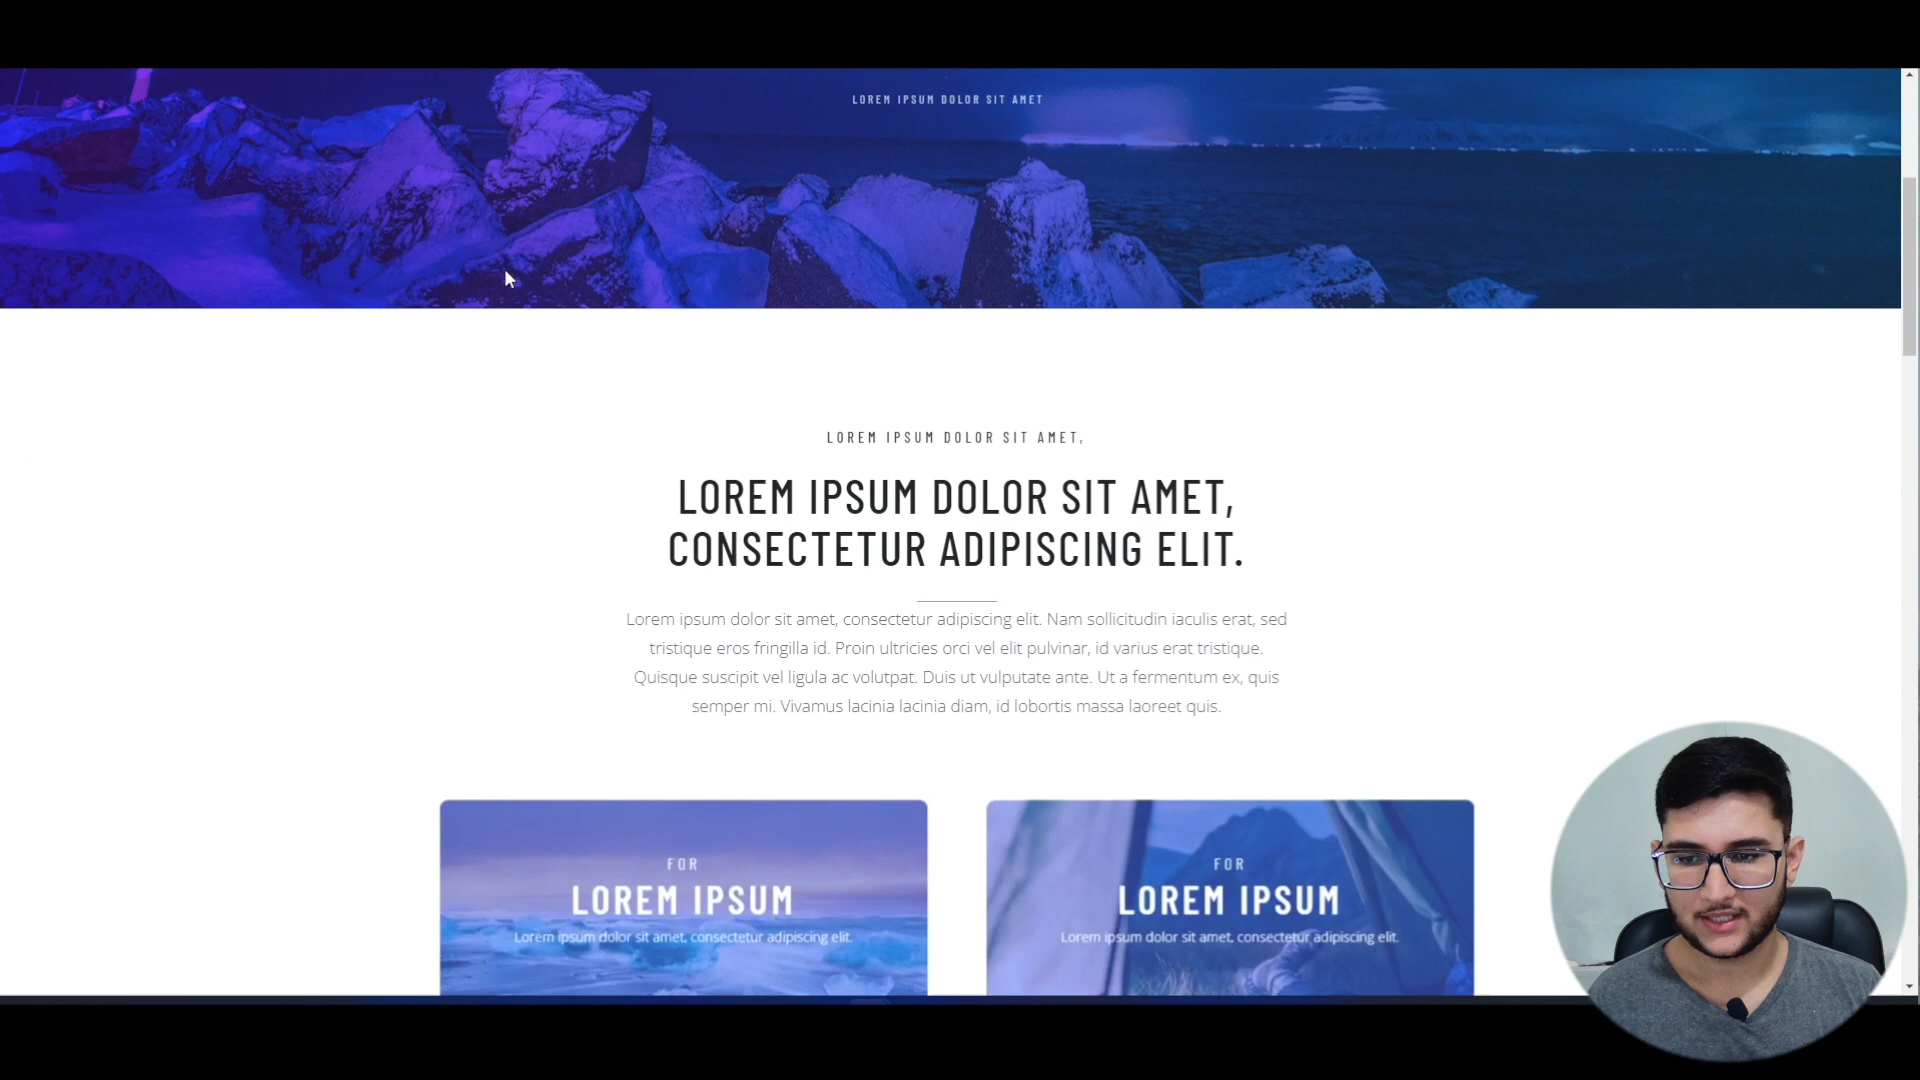 LOREM IPSUM DOLOR SIT AMET
LOREM IPSUM DOLOR SIT AMET,
LOREM IPSUM DOLOR SIT AMET,
CONSECTETUR ADIPISCING ELIT.
Lorem ipsum dolor sit amet, consectetur adipiscing elit. Nam sollicitudin iaculis erat, sed
tristique eros fringilla id. Proin ultricies orci vel elit pulvinar, id varius erat tristique.
Quisque suscipit vel ligula ac volutpat. Duis ut vulputate ante. Ut a fermentum ex, quis
semper mi. Vivamus lacinia lacinia diam, id lobortis massa laoreet quis.
FOR
LOREM IPSUM
Lorem ipsum dolor sit amet, consectetur adipiscing elit.
FOR
LOREM IPSUM
Lorem ipsum dolor sit amet, consectetur adipiscing elit.